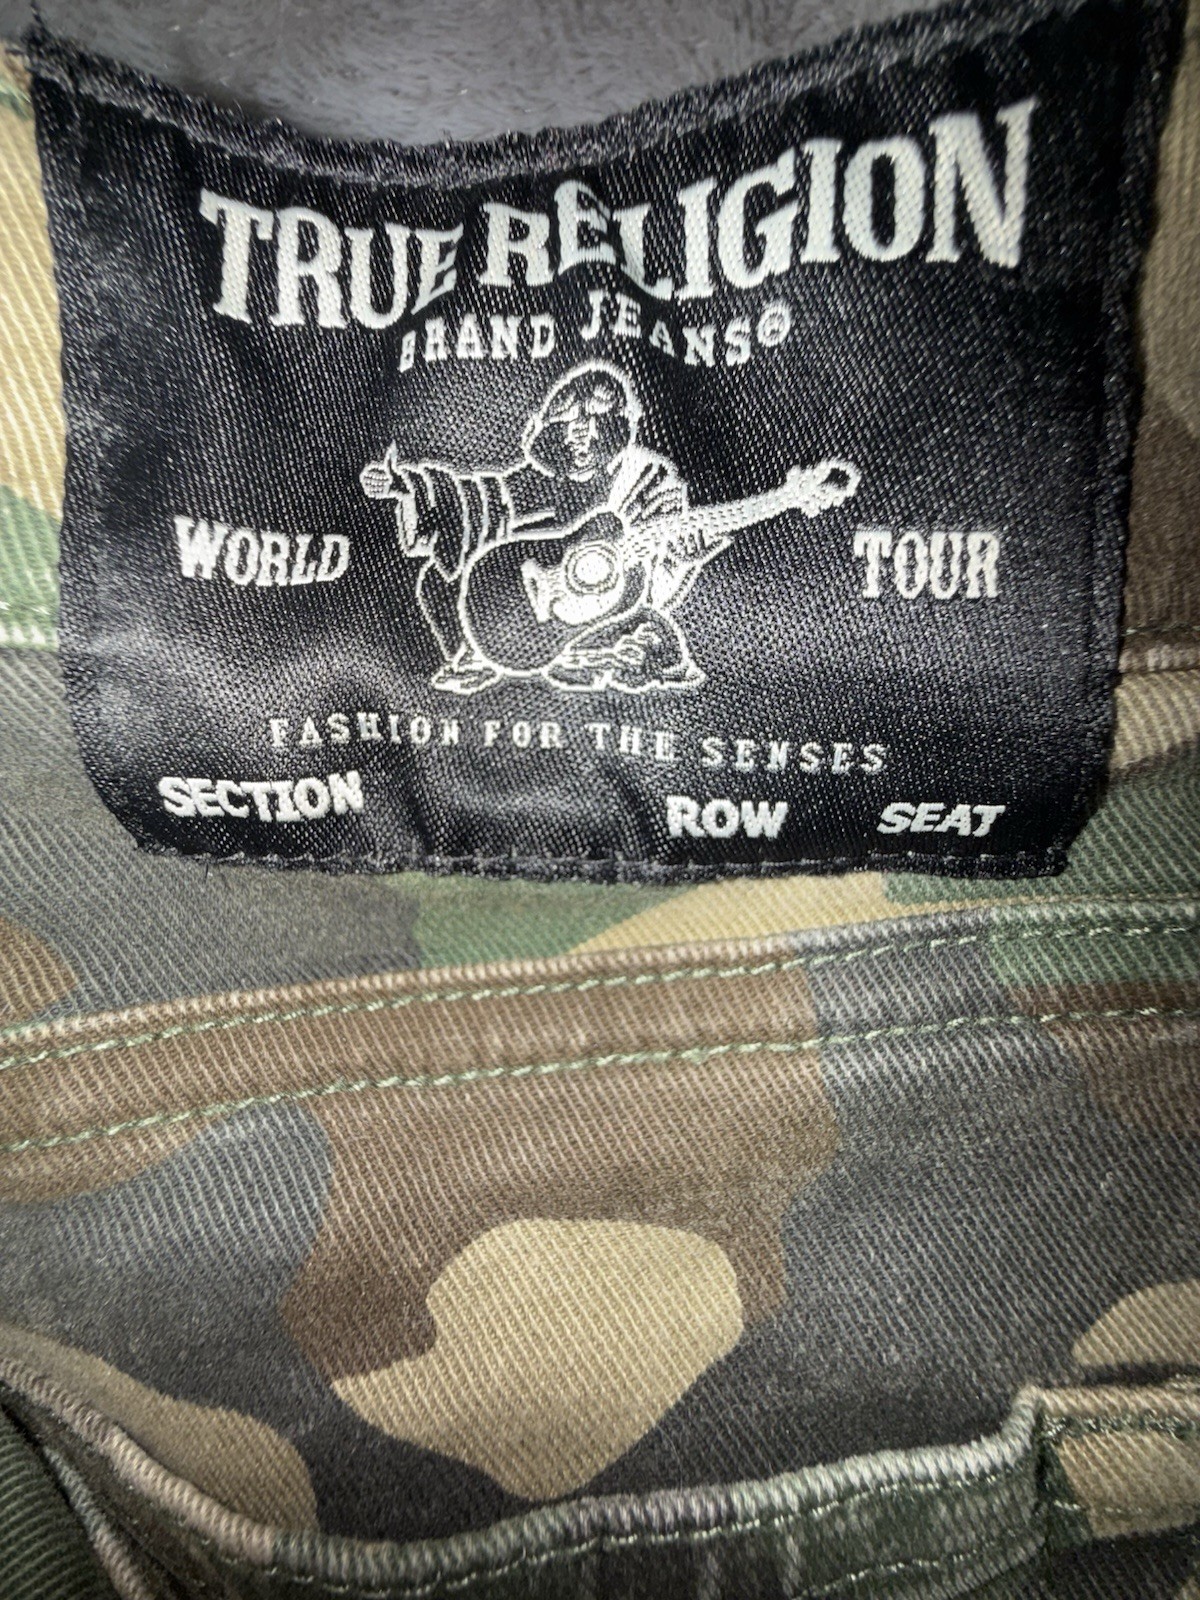 TRUE RELIGION
BRAND JEANS®
WORLD TOUR
FASHION FOR THE SENSES
SECTION ROW SEAT